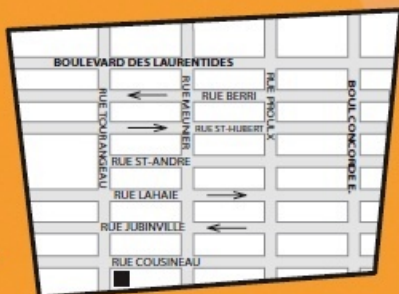 BOULEVARD DES LAURENTIDES
RUE TOURANGEAU
RUE MEUNIER
RUE PROULX
BOUL CONCORDE E.
RUE BERRI
RUE ST-HUBERT
RUE ST-ANDRE
RUE LAHAIE
RUE JUBINVILLE
RUE COUSINEAU